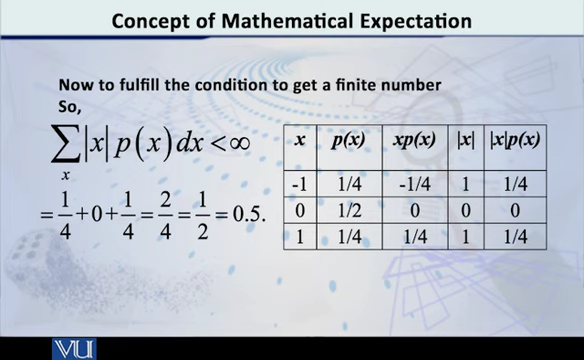 Concept of Mathematical Expectation
Now to fulfill the condition to get a finite number
So,
∑|x|p(x)dx<∞
x
=1/4+0+1/4=2/4=1/2=0.5.
x p(x) xp(x) |x| |x|p(x)
-1 1/4 -1/4 1 1/4
0 1/2 0 0 0
1 1/4 1/4 1 1/4
VU